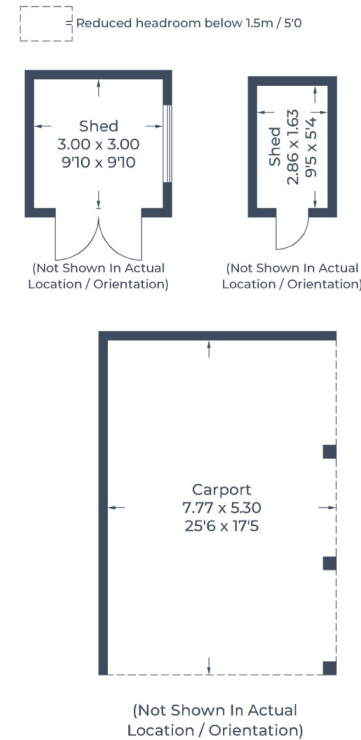 = Reduced headroom below 1.5m / 5'0
Shed
3.00 x 3.00
9'10 x 9'10
(Not Shown In Actual
Location / Orientation)
Shed
2.86 x 1.63
9'5 x 5'4
(Not Shown In Actual
Location / Orientation)
Carport
7.77 x 5.30
25'6 x 17'5
(Not Shown In Actual
Location / Orientation)